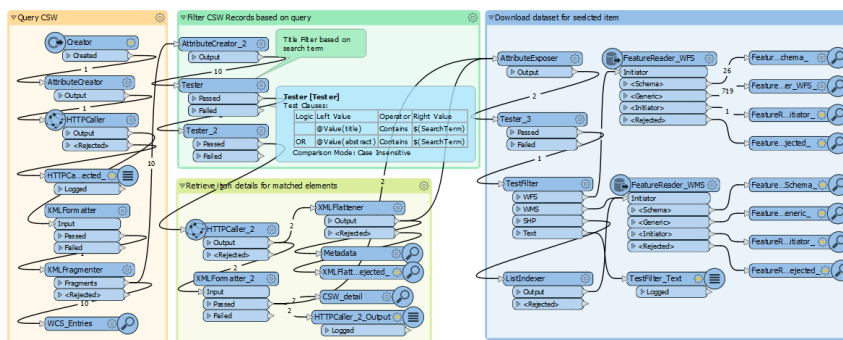 Query CSW
Creator
Created
1
AttributeCreator
Output
1
HTTPCaller
Output
<Rejected>
HTTPCa...ected_
Logged
XMLFormatter
Input
Passed
Failed
XMLFragmenter
Fragments
<Rejected>
10
10
WCS_Entries
Filter CSW Records based on query
AttributeCreator_2
Output
10
Title Filter based on
search term
Tester
Passed
Failed
Tester_2
Passed
Failed
Tester [Tester]
Test Clauses:
Logic Left Value Operator Right Value
@Value(title) Contains $(SearchTerm)
OR @Value(abstract) Contains $(SearchTerm)
Comparison Mode: Case Insensitive
2
Retrieve item details for matched elements
HTTPCaller_2
Output
<Rejected>
2
2
XMLFlattener
Output
<Rejected>
Metadata
XMLFlatt...ejected_
XMLFormatter_2
Input
Passed
Failed
2
2
CSW_detail
HTTPCaller_2_Output
Logged
Download dataset for seelcted item
AttributeExposer
Output
2
Tester_3
Passed
Failed
1
TestFilter
WFS
WMS
SHP
Text
ListIndexer
Output
<Rejected>
FeatureReader_WFS
Initiator
<Schema>
<Generic>
<Initiator>
<Rejected>
26
719
1
Featur...chema_
Featur...er_WFS_
FeatureR...itiator_
Featur...jected_
FeatureReader_WMS
Initiator
<Schema>
<Generic>
<Initiator>
<Rejected>
Featur...Schema_
Featur...eneric_
FeatureR...itiator_
FeatureR...ejected_
TestFilter_Text
Logged